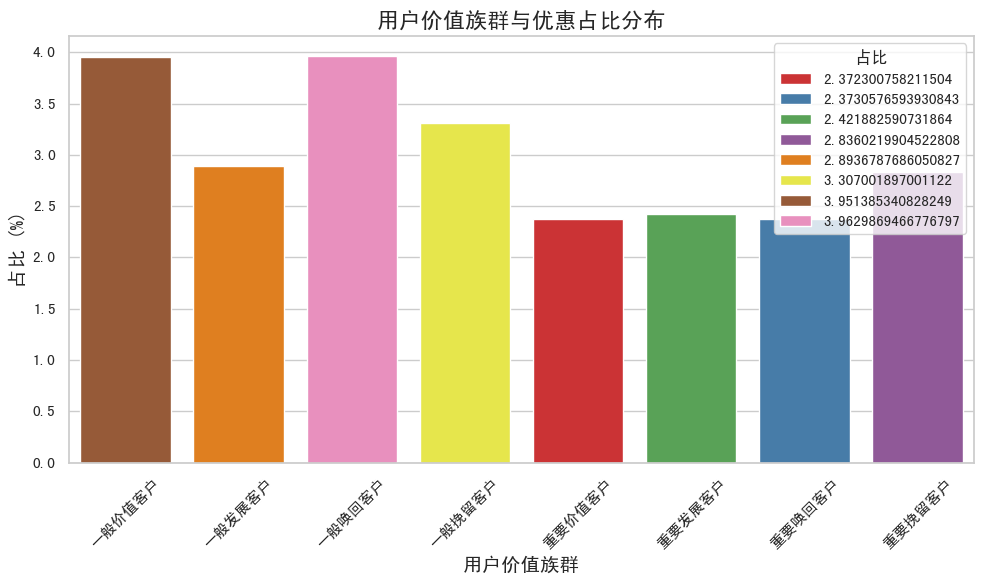 用户价值族群与优惠占比分布
占比 (%)
4.0
3.5
3.0
2.5
2.0
1.5
1.0
0.5
0.0
占比
2.372300758211504
2.3730576593930843
2.421882590731864
2.8360219904522808
2.8936787686050827
3.307001897001122
3.951385340828249
3.9629869466776797
一般价值客户
一般发展客户
一般唤回客户
一般挽留客户
重要价值客户
重要发展客户
重要唤回客户
重要挽留客户
用户价值族群